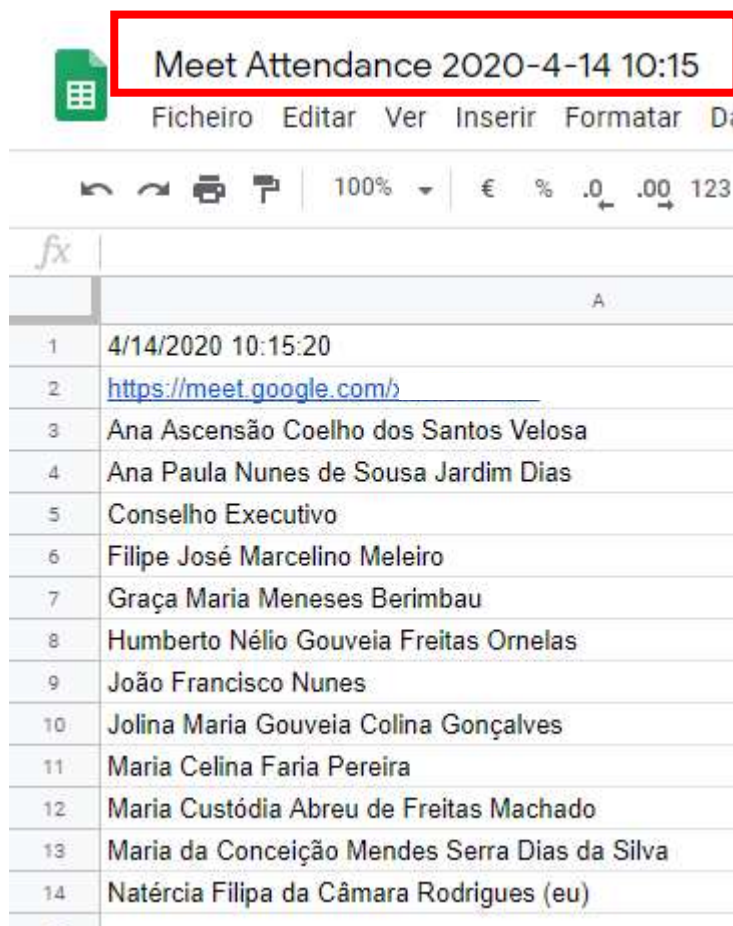 Meet Attendance 2020-4-14 10:15
Ficheiro Editar Ver Inserir Formatar
100% € % .0 .00 123
fx
A
1 4/14/2020 10:15:20
2 https://meet.google.com/
3 Ana Ascensão Coelho dos Santos Velosa
4 Ana Paula Nunes de Sousa Jardim Dias
5 Conselho Executivo
6 Filipe José Marcelino Meleiro
7 Graça Maria Meneses Berimbau
8 Humberto Nélio Gouveia Freitas Ornelas
9 João Francisco Nunes
10 Jolina Maria Gouveia Colina Gonçalves
11 Maria Celina Faria Pereira
12 Maria Custódia Abreu de Freitas Machado
13 Maria da Conceição Mendes Serra Dias da Silva
14 Natércia Filipa da Câmara Rodrigues (eu)